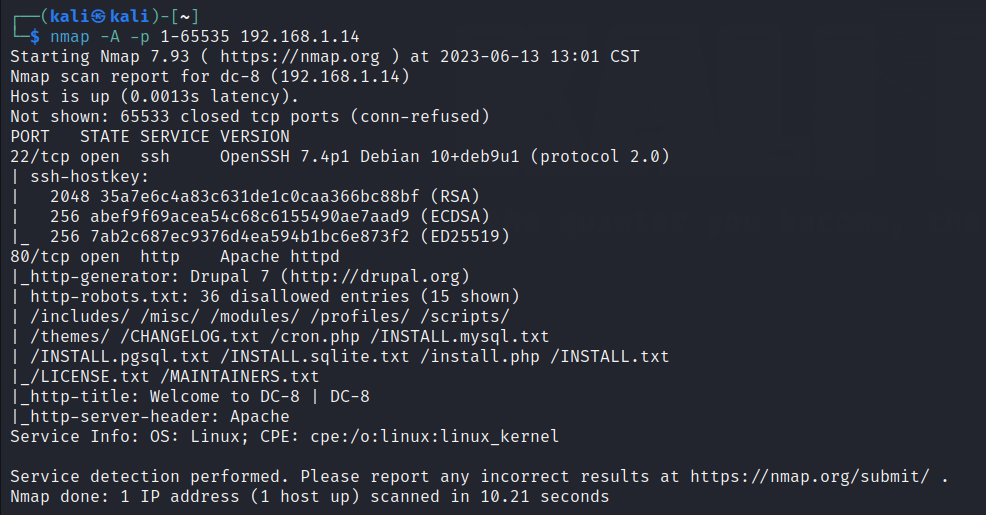 ┌──(kali㉿kali)-[~]
└─$ nmap -A -p 1-65535 192.168.1.14
Starting Nmap 7.93 ( https://nmap.org ) at 2023-06-13 13:01 CST
Nmap scan report for dc-8 (192.168.1.14)
Host is up (0.0013s latency).
Not shown: 65533 closed tcp ports (conn-refused)
PORT   STATE SERVICE VERSION
22/tcp open  ssh     OpenSSH 7.4p1 Debian 10+deb9u1 (protocol 2.0)
| ssh-hostkey:
|   2048 35a7e6c4a83c631de1c0caa366bc88bf (RSA)
|   256 abef9f69acea54c68c6155490ae7aad9 (ECDSA)
|_  256 7ab2c687ec9376d4ea594b1bc6e873f2 (ED25519)
80/tcp open  http    Apache httpd
|_http-generator: Drupal 7 (http://drupal.org)
| http-robots.txt: 36 disallowed entries (15 shown)
| /includes/ /misc/ /modules/ /profiles/ /scripts/
| /themes/ /CHANGELOG.txt /cron.php /INSTALL.mysql.txt
| /INSTALL.pgsql.txt /INSTALL.sqlite.txt /install.php /INSTALL.txt
|_/LICENSE.txt /MAINTAINERS.txt
|_http-title: Welcome to DC-8 | DC-8
|_http-server-header: Apache
Service Info: OS: Linux; CPE: cpe:/o:linux:linux_kernel

Service detection performed. Please report any incorrect results at https://nmap.org/submit/ .
Nmap done: 1 IP address (1 host up) scanned in 10.21 seconds